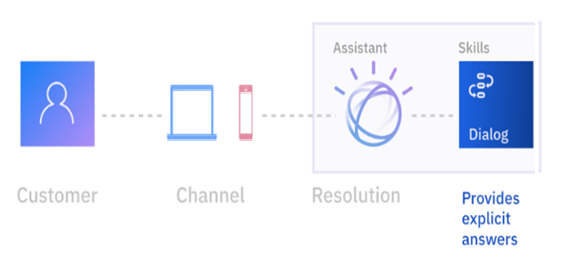 Assistant
Skills
Dialog
Customer
Channel
Resolution
Provides
explicit
answers